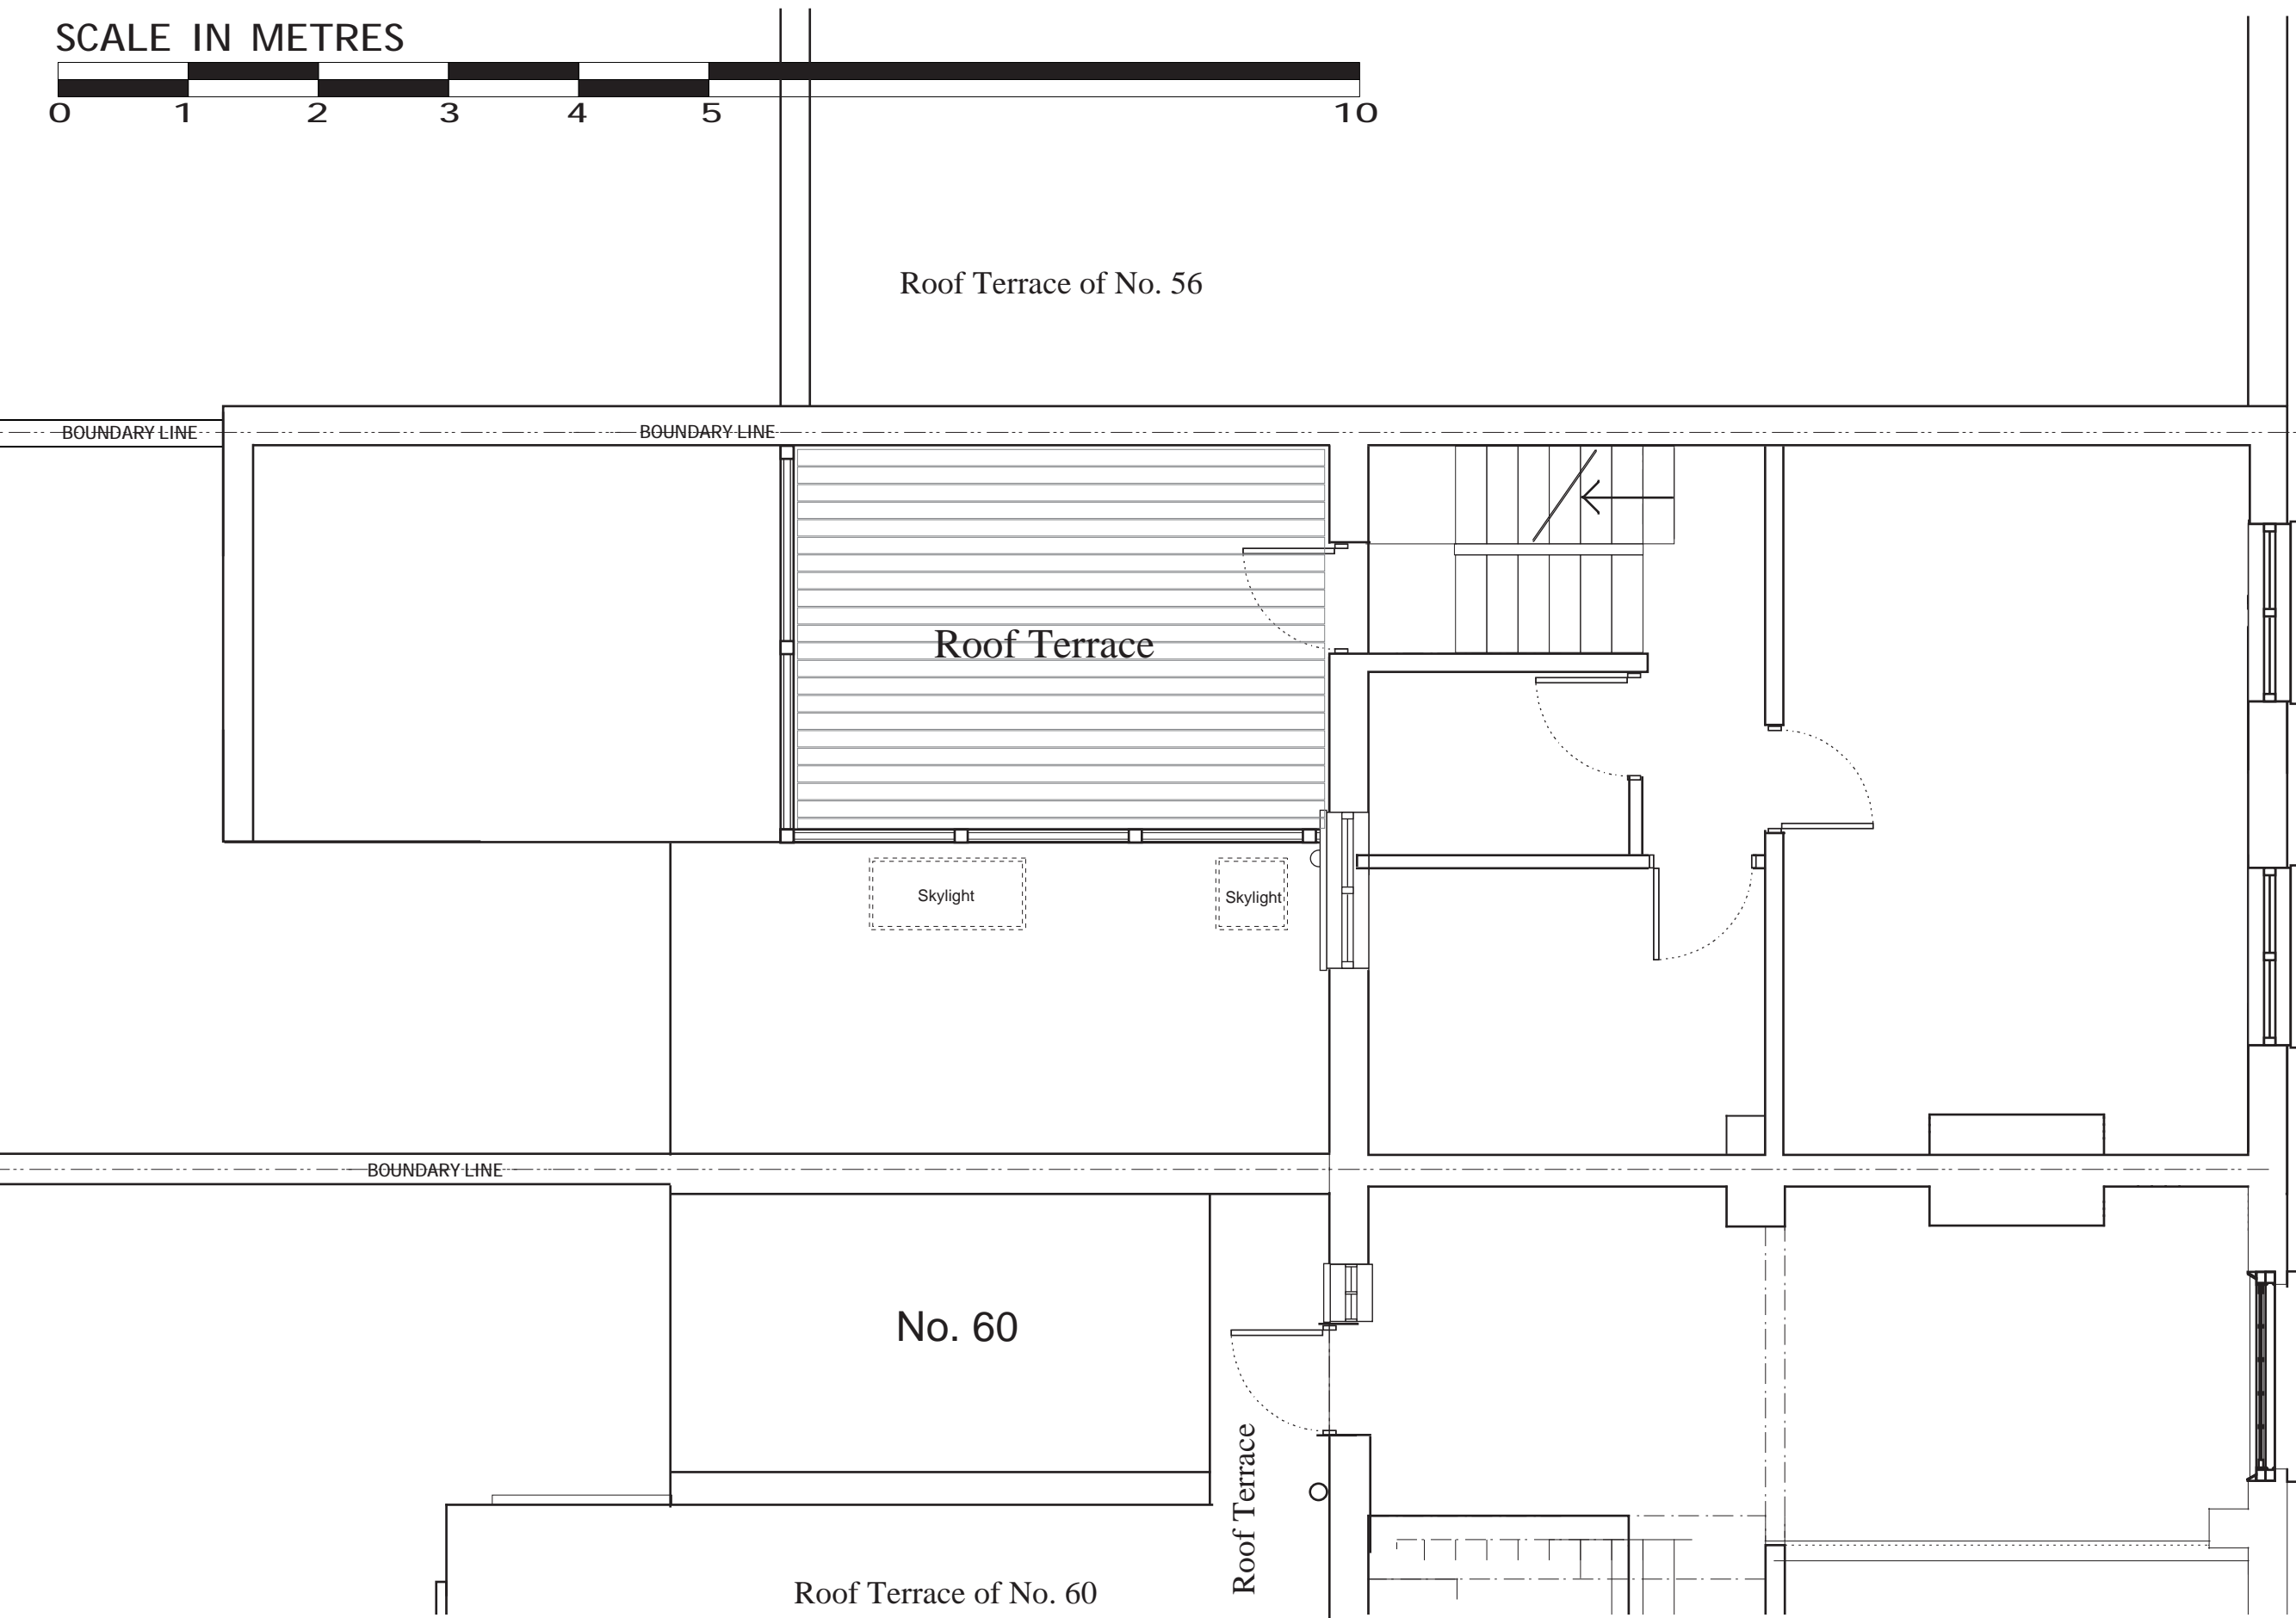 SCALE IN METRES
0 1 2 3 4 5 10
Roof Terrace of No. 56
BOUNDARY LINE
BOUNDARY LINE
Roof Terrace
Skylight
Skylight
BOUNDARY LINE
No. 60
Roof Terrace
Roof Terrace of No. 60